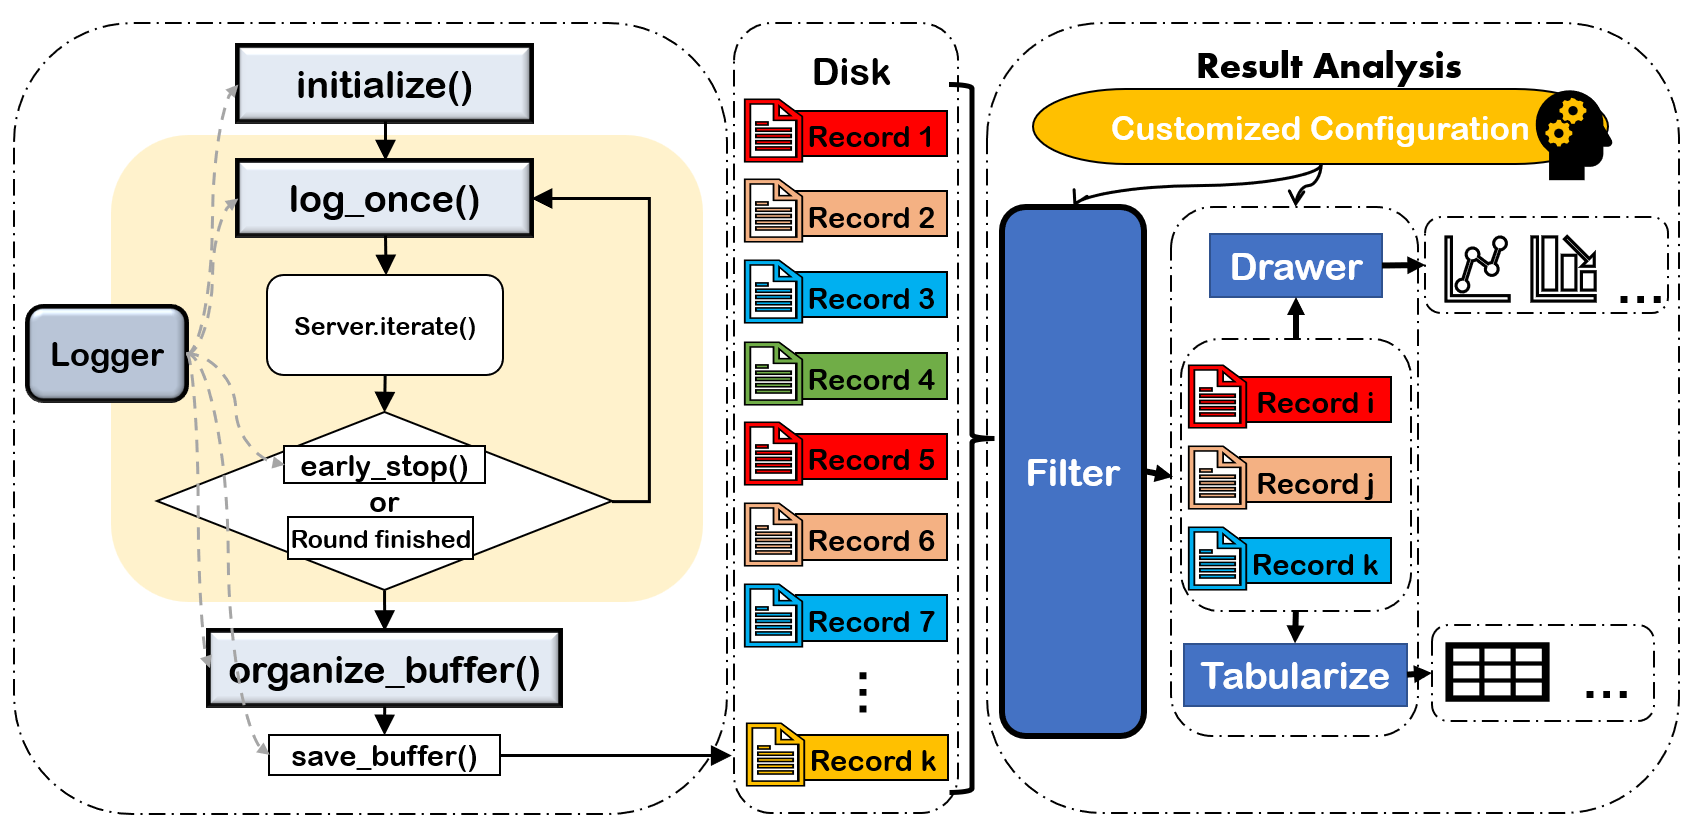 initialize()
log_once()
Server.iterate()
Logger
early_stop()
or
Round finished
organize_buffer()
save_buffer()
Disk
Record 1
Record 2
Record 3
Record 4
Record 5
Record 6
Record 7
⋮
Record k
Result Analysis
Customized Configuration
Filter
Drawer
...
Record i
Record j
Record k
Tabularize
...